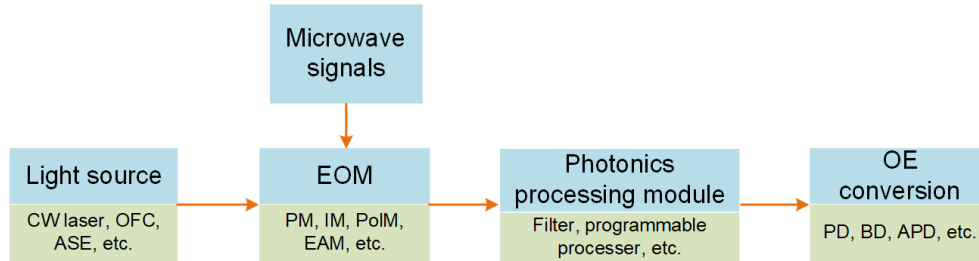 Microwave
signals
Light source
CW laser, OFC,
ASE, etc.
EOM
PM, IM, PolM,
EAM, etc.
Photonics
processing module
Filter, programmable
processer, etc.
OE
conversion
PD, BD, APD, etc.